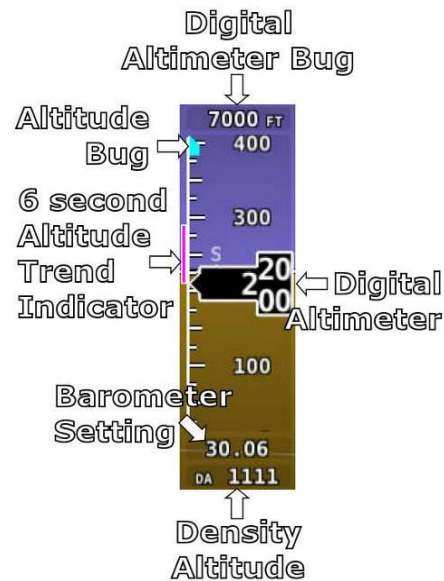 Digital
Altimeter Bug
7000 FT
Altitude
Bug
400
6 second
Altitude
Trend
Indicator
300
S
20
2
00
Digital
Altimeter
100
Barometer
Setting
30.06
DA 1111
Density
Altitude